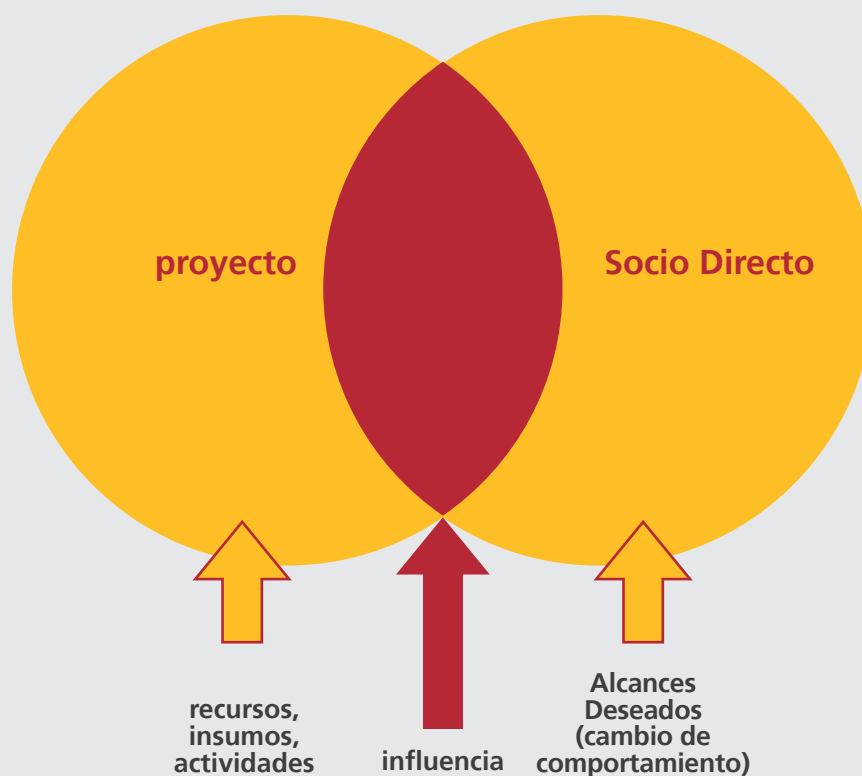 proyecto
Socio Directo
recursos,
insumos,
actividades
influencia
Alcances
Deseados
(cambio de
comportamiento)